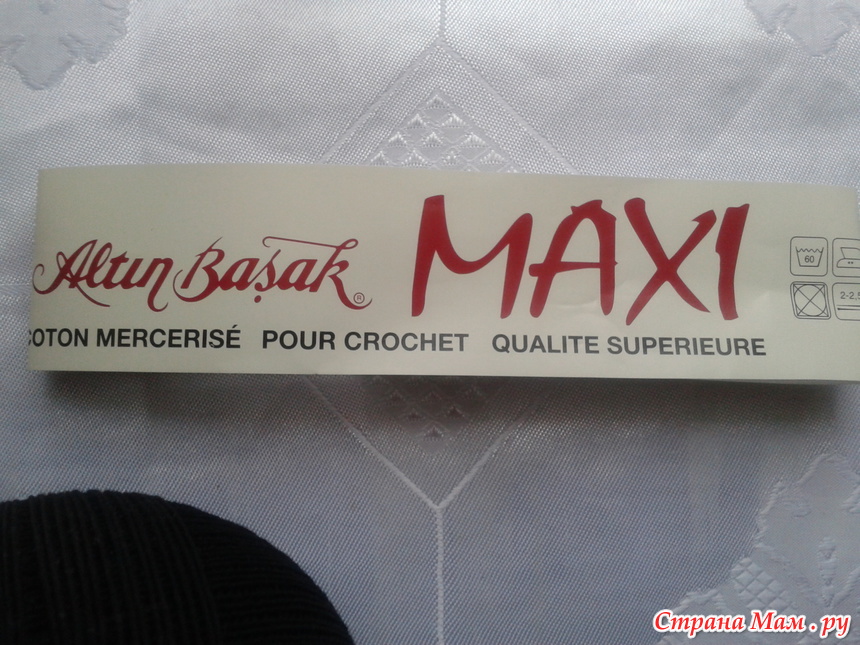 Altın Başak ® MAXI
60
2-2,5
COTON MERCERISÉ POUR CROCHET QUALITE SUPERIEURE
Страна Мам . ру